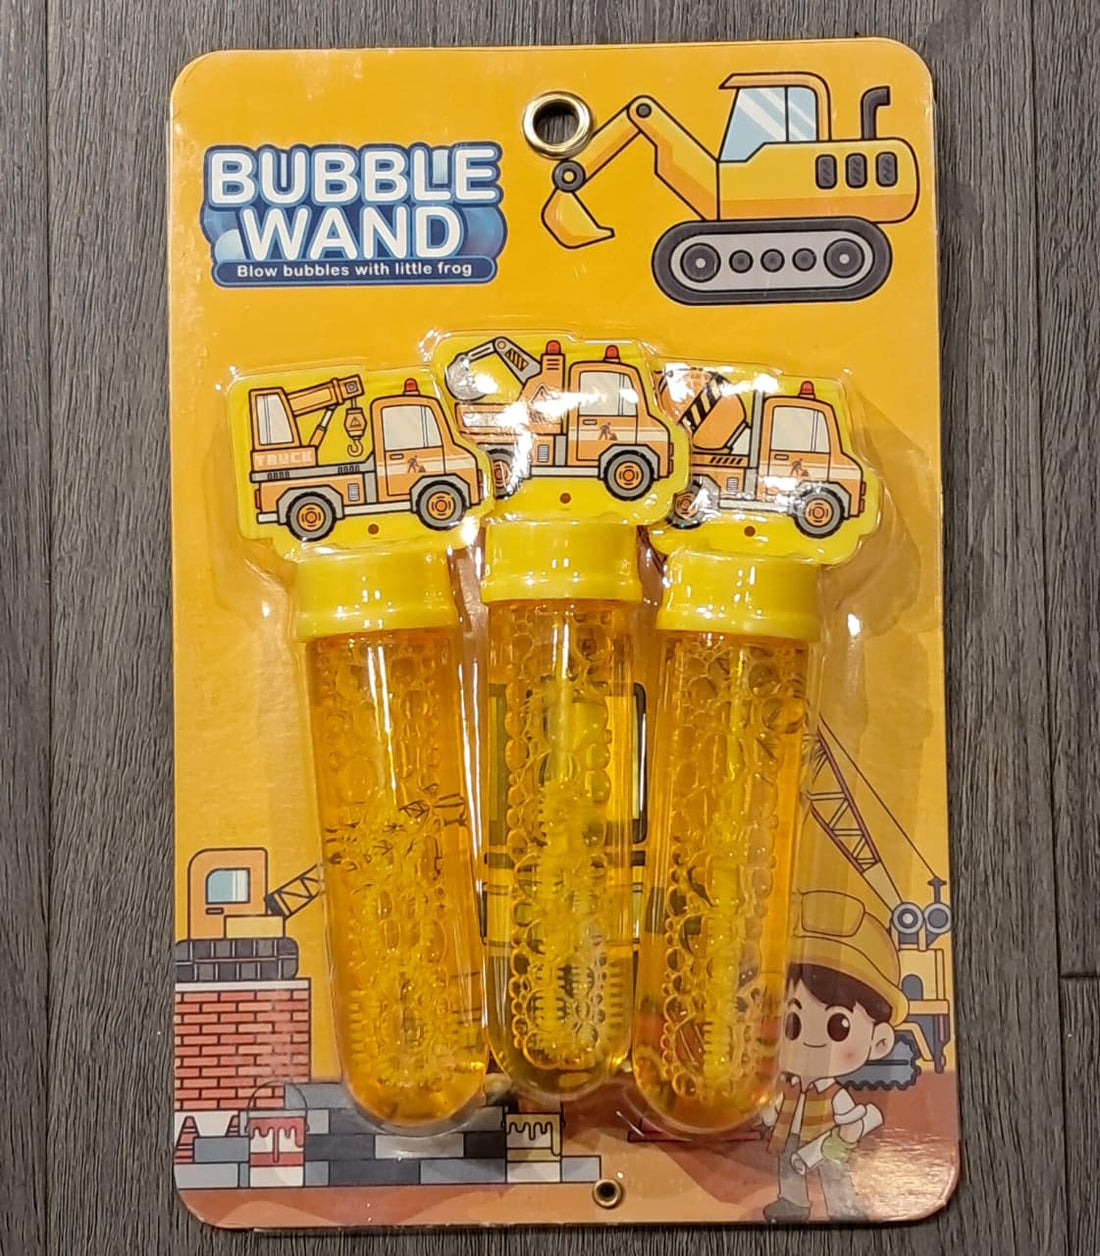 BUBBLE
WAND
Blow bubbles with little frog
TRUCK